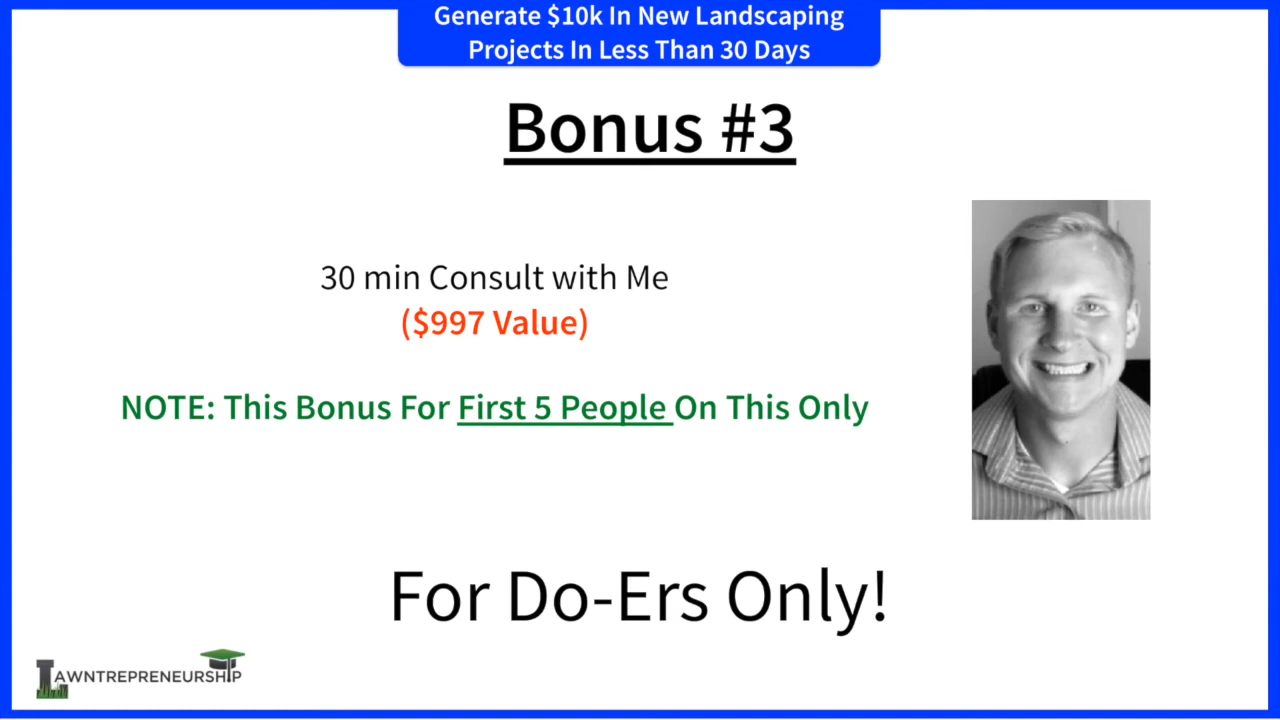 Generate $10k In New Landscaping
Projects In Less Than 30 Days
Bonus #3
30 min Consult with Me
($997 Value)
NOTE: This Bonus For First 5 People On This Only
For Do-Ers Only!
LAWNTREPRENEURSHIP